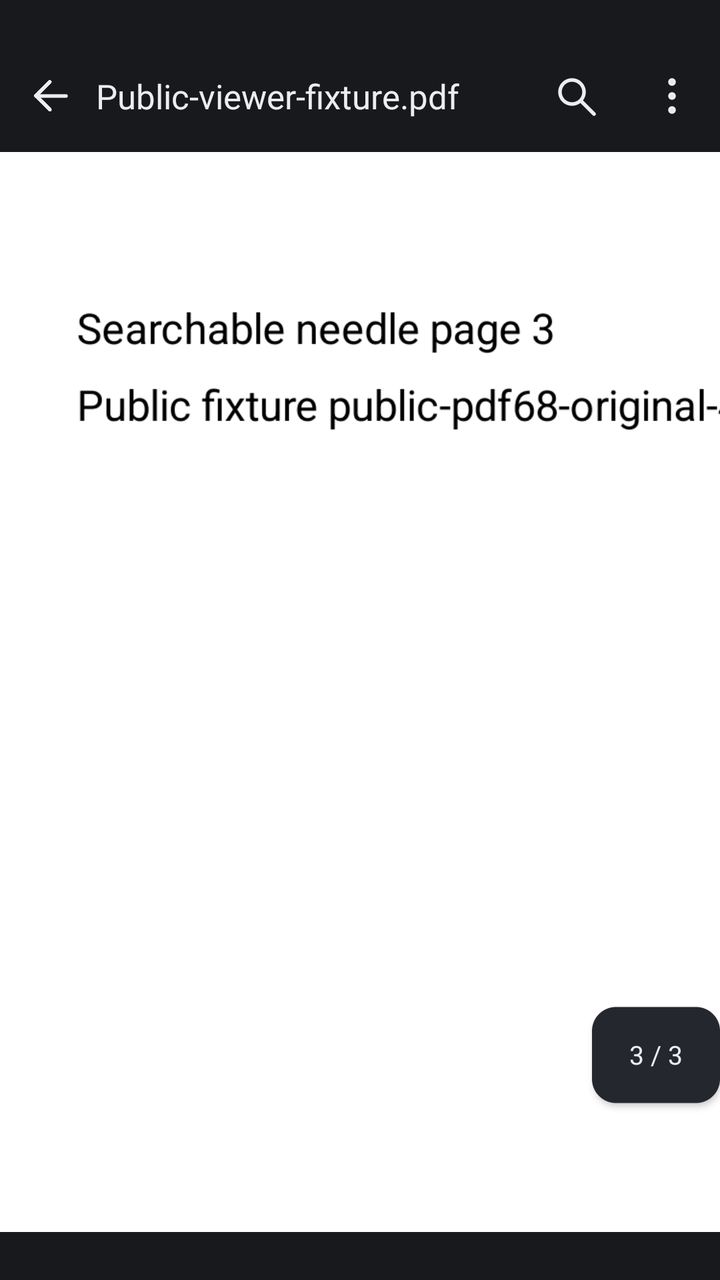 Public-viewer-fixture.pdf
Searchable needle page 3
Public fixture public-pdf68-original-
3 / 3